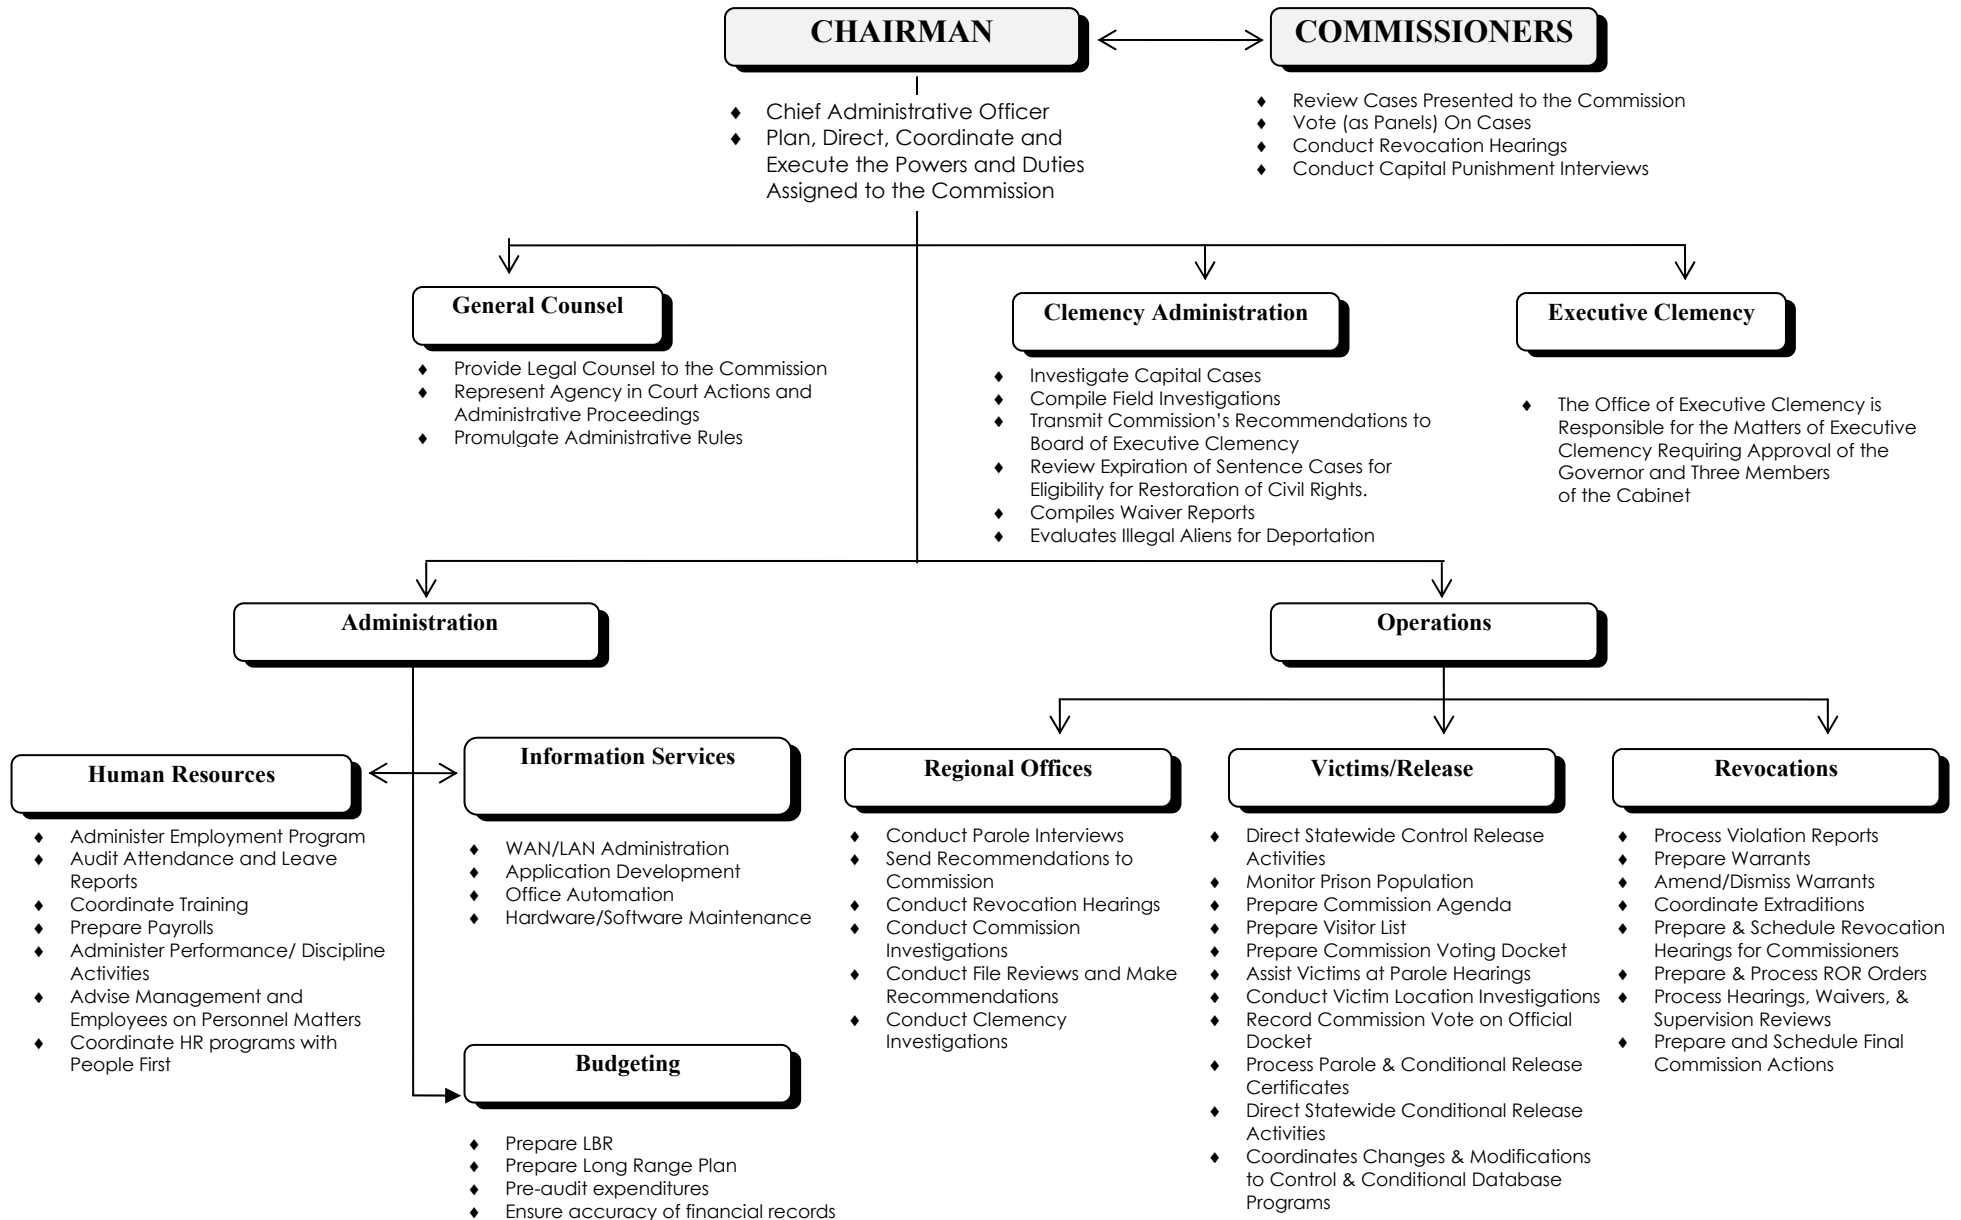 CHAIRMAN
♦ Chief Administrative Officer
♦ Plan, Direct, Coordinate and
Execute the Powers and Duties
Assigned to the Commission
COMMISSIONERS
♦ Review Cases Presented to the Commission
♦ Vote (as Panels) On Cases
♦ Conduct Revocation Hearings
♦ Conduct Capital Punishment Interviews
General Counsel
♦ Provide Legal Counsel to the Commission
♦ Represent Agency in Court Actions and
Administrative Proceedings
♦ Promulgate Administrative Rules
Clemency Administration
♦ Investigate Capital Cases
♦ Compile Field Investigations
♦ Transmit Commission’s Recommendations to
Board of Executive Clemency
♦ Review Expiration of Sentence Cases for
Eligibility for Restoration of Civil Rights.
♦ Compiles Waiver Reports
♦ Evaluates Illegal Aliens for Deportation
Executive Clemency
♦ The Office of Executive Clemency is
Responsible for the Matters of Executive
Clemency Requiring Approval of the
Governor and Three Members
of the Cabinet
Administration
Operations
Human Resources
♦ Administer Employment Program
♦ Audit Attendance and Leave
Reports
♦ Coordinate Training
♦ Prepare Payrolls
♦ Administer Performance/ Discipline
Activities
♦ Advise Management and
Employees on Personnel Matters
♦ Coordinate HR programs with
People First
Information Services
♦ WAN/LAN Administration
♦ Application Development
♦ Office Automation
♦ Hardware/Software Maintenance
Budgeting
♦ Prepare LBR
♦ Prepare Long Range Plan
♦ Pre-audit expenditures
♦ Ensure accuracy of financial records
Regional Offices
♦ Conduct Parole Interviews
♦ Send Recommendations to
Commission
♦ Conduct Revocation Hearings
♦ Conduct Commission
Investigations
♦ Conduct File Reviews and Make
Recommendations
♦ Conduct Clemency
Investigations
Victims/Release
♦ Direct Statewide Control Release
Activities
♦ Monitor Prison Population
♦ Prepare Commission Agenda
♦ Prepare Visitor List
♦ Prepare Commission Voting Docket
♦ Assist Victims at Parole Hearings
♦ Conduct Victim Location Investigations
♦ Record Commission Vote on Official
Docket
♦ Process Parole & Conditional Release
Certificates
♦ Direct Statewide Conditional Release
Activities
♦ Coordinates Changes & Modifications
to Control & Conditional Database
Programs
Revocations
♦ Process Violation Reports
♦ Prepare Warrants
♦ Amend/Dismiss Warrants
♦ Coordinate Extraditions
♦ Prepare & Schedule Revocation
Hearings for Commissioners
♦ Prepare & Process ROR Orders
♦ Process Hearings, Waivers, &
Supervision Reviews
♦ Prepare and Schedule Final
Commission Actions